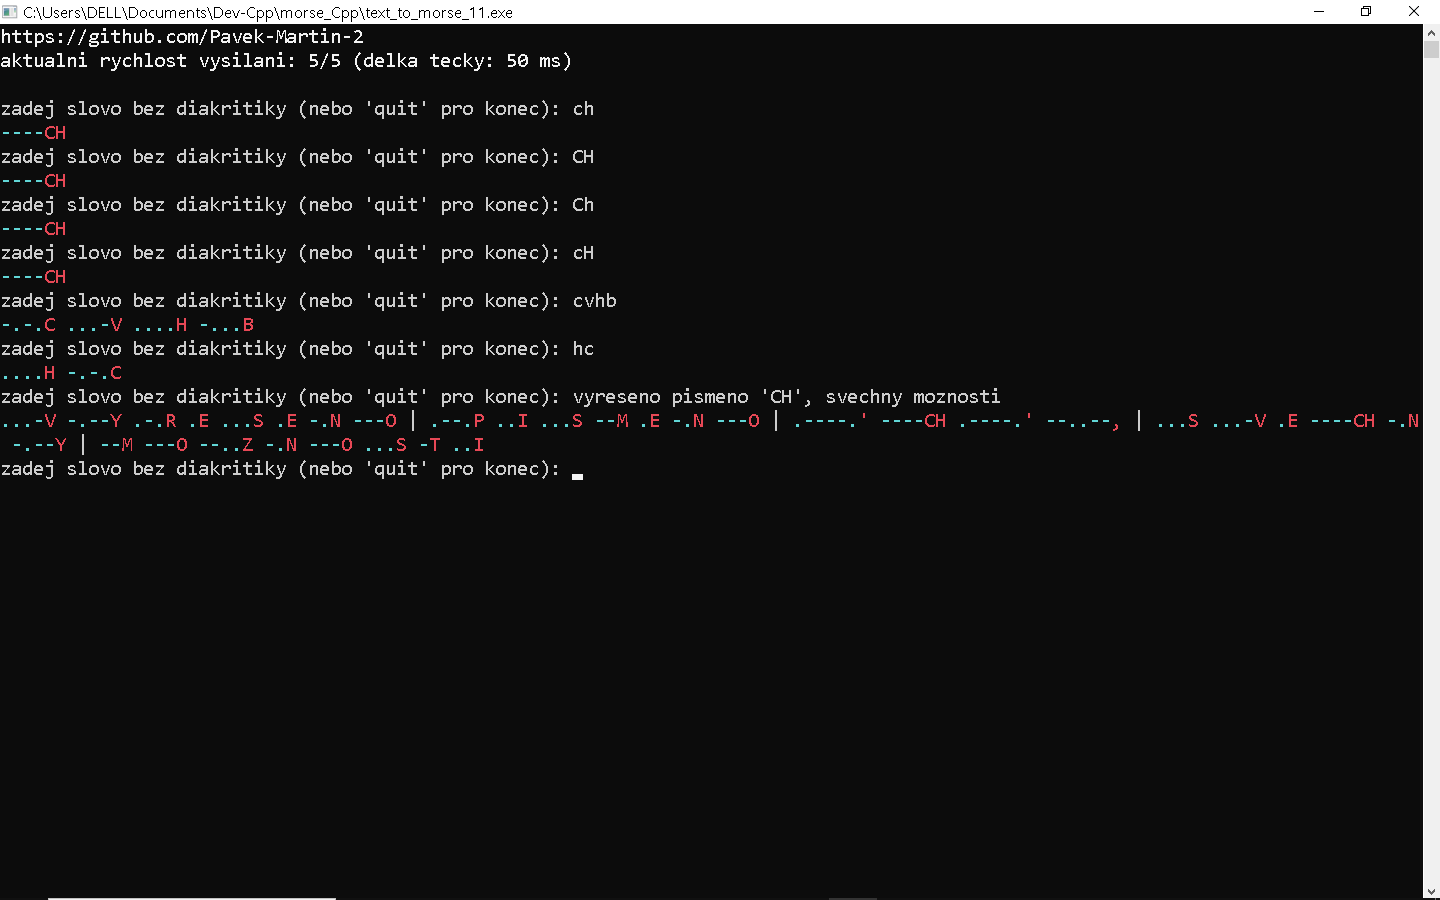 C:\Users\DELL\Documents\Dev-Cpp\morse_Cpp\text_to_morse_11.exe
https://github.com/Pavek-Martin-2
aktualni rychlost vysilani: 5/5 (delka tecky: 50 ms)
zadej slovo bez diakritiky (nebo 'quit' pro konec): ch
----CH
zadej slovo bez diakritiky (nebo 'quit' pro konec): CH
----CH
zadej slovo bez diakritiky (nebo 'quit' pro konec): Ch
----CH
zadej slovo bez diakritiky (nebo 'quit' pro konec): cH
----CH
zadej slovo bez diakritiky (nebo 'quit' pro konec): cvhb
-.-.C ...-V ....H -...B
zadej slovo bez diakritiky (nebo 'quit' pro konec): hc
....H -.-.C
zadej slovo bez diakritiky (nebo 'quit' pro konec): vyreseno pismeno 'CH', svechny moznosti
...-V -.--Y .-.R .E ...S .E -.N ---O | .--.P ..I ...S --M .E -.N ---O | .----.' ----CH .----.' --..--, | ...S ...-V .E ----CH -.N
-.--Y | --M ---O --..Z -.N ---O ...S -T ..I
zadej slovo bez diakritiky (nebo 'quit' pro konec):